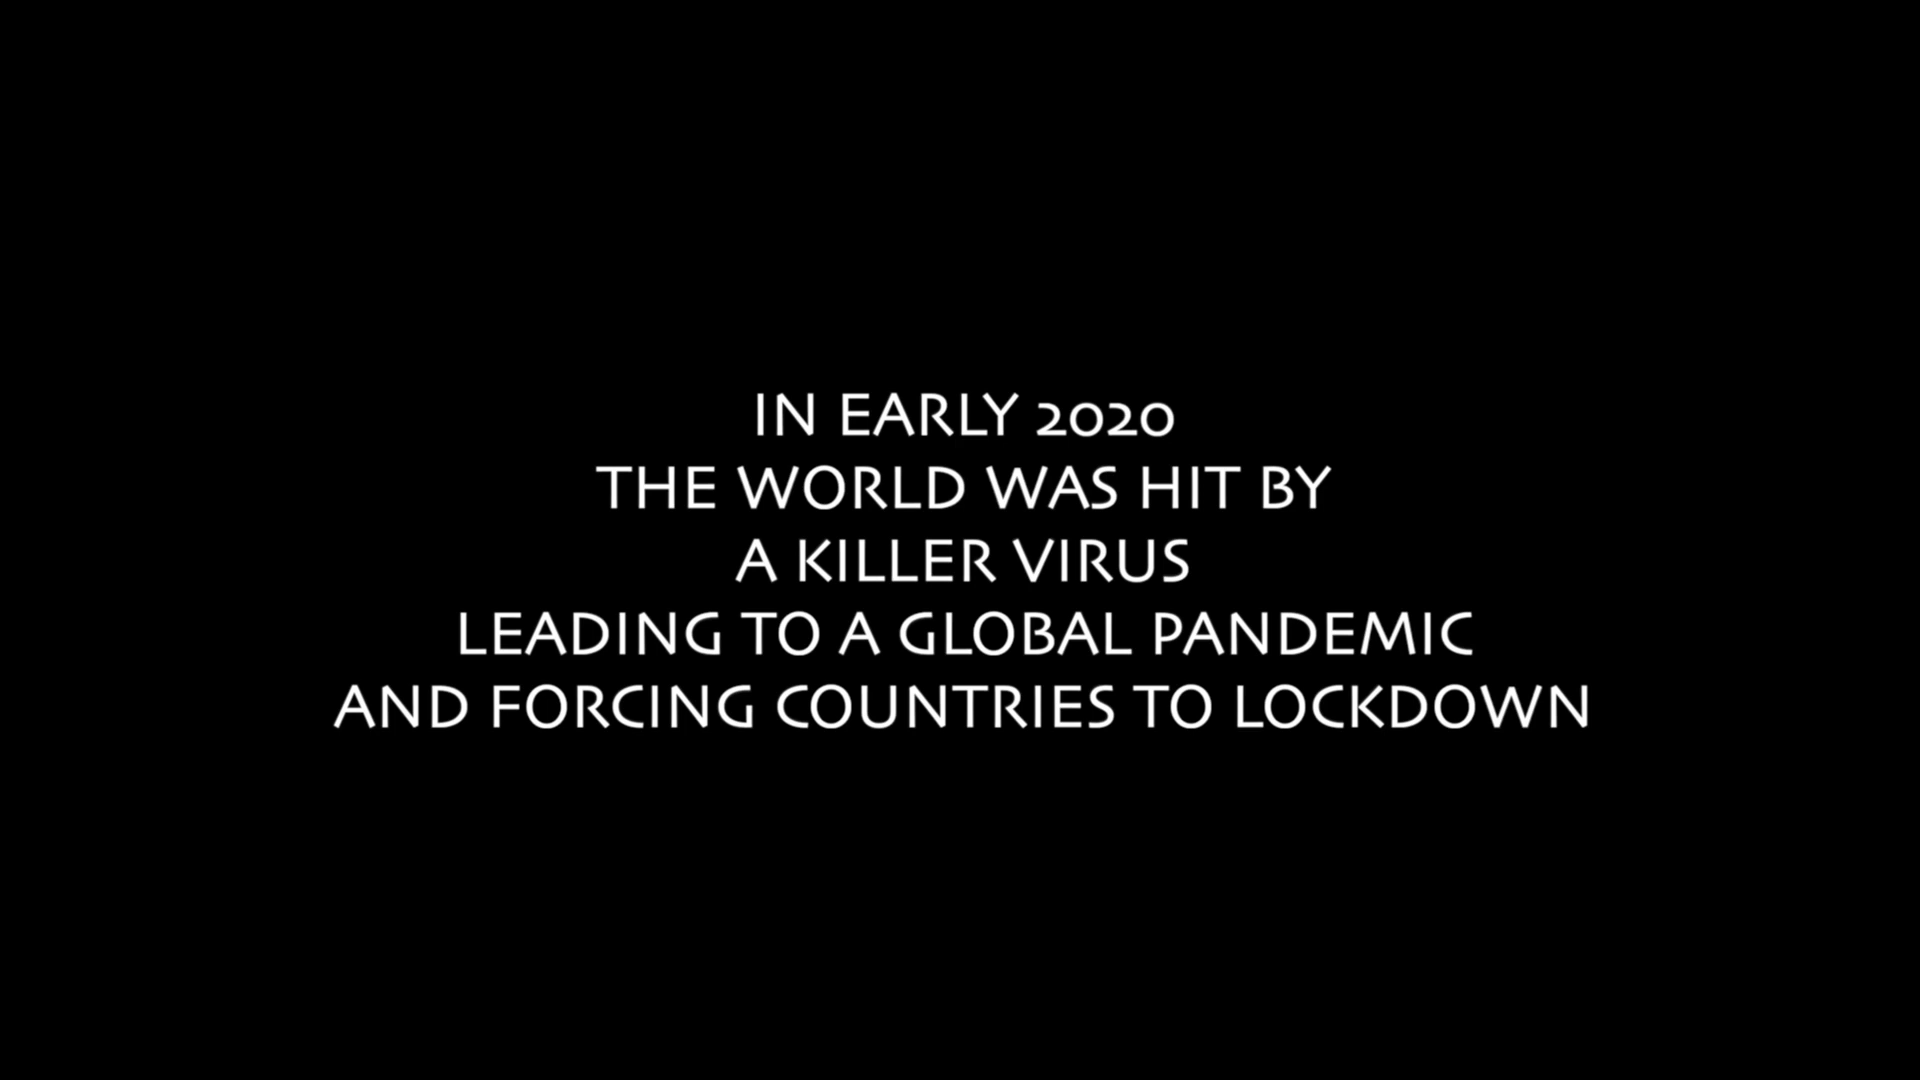 IN EARLY 2020
THE WORLD WAS HIT BY
A KILLER VIRUS
LEADING TO A GLOBAL PANDEMIC
AND FORCING COUNTRIES TO LOCKDOWN